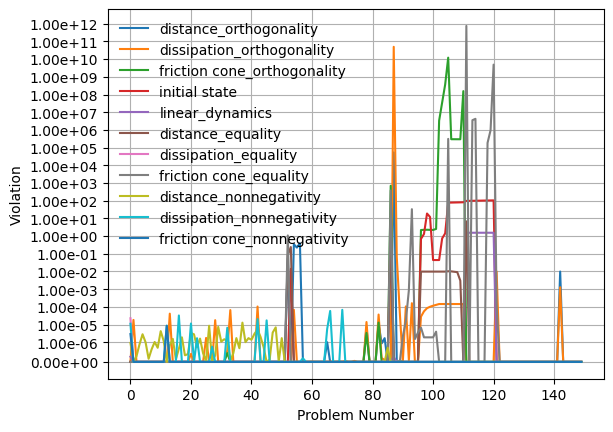 1.00e+12
1.00e+11
1.00e+10
1.00e+09
1.00e+08
1.00e+07
1.00e+06
1.00e+05
1.00e+04
1.00e+03
1.00e+02
1.00e+01
1.00e+00
1.00e-01
1.00e-02
1.00e-03
1.00e-04
1.00e-05
1.00e-06
0.00e+00
Violation
distance_orthogonality
dissipation_orthogonality
friction cone_orthogonality
initial state
linear_dynamics
distance_equality
dissipation_equality
friction cone_equality
distance_nonnegativity
dissipation_nonnegativity
friction cone_nonnegativity
0 20 40 60 80 100 120 140
Problem Number